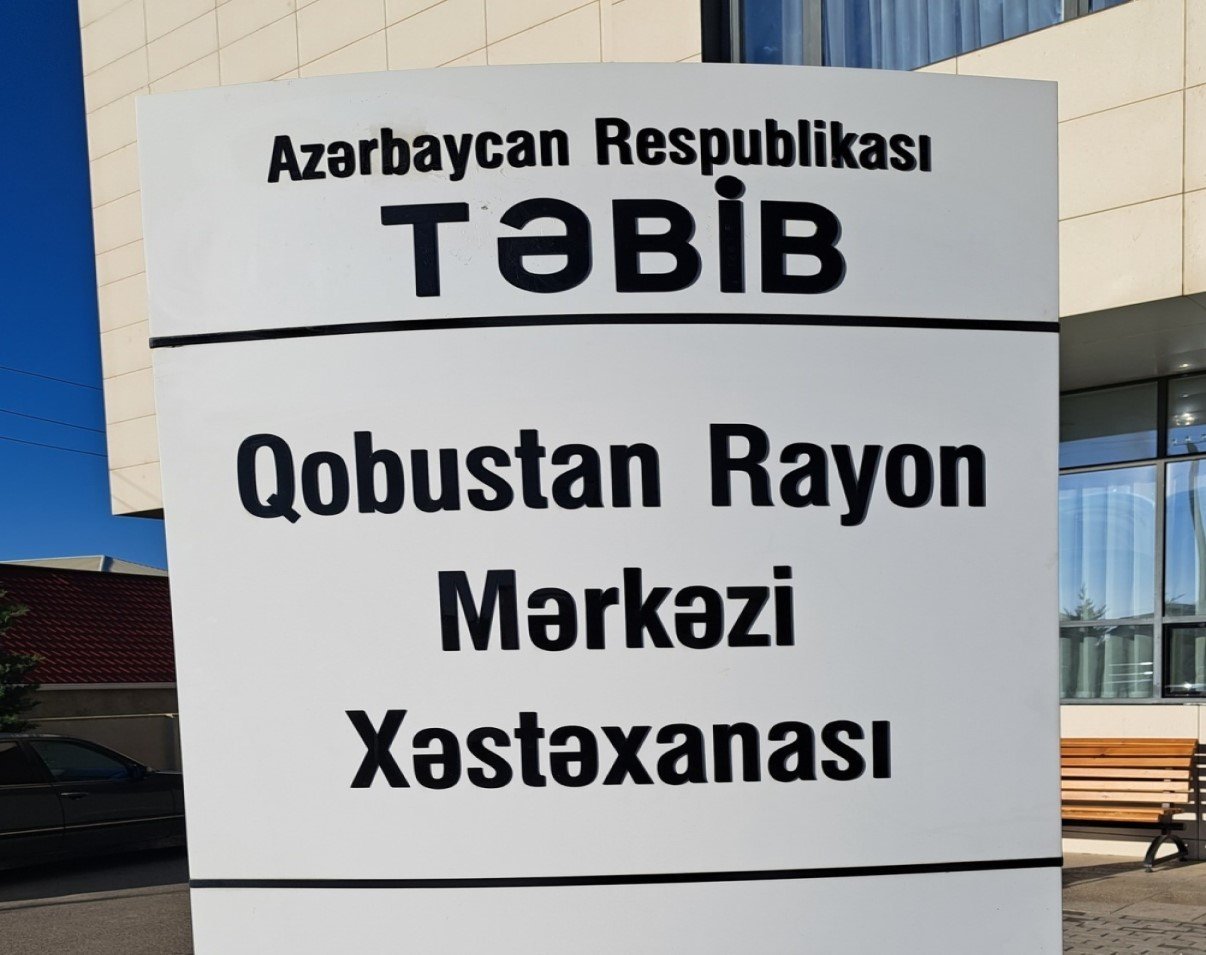 Azərbaycan Respublikası
TƏBİB
Qobustan Rayon
Mərkəzi
Xəstəxanası